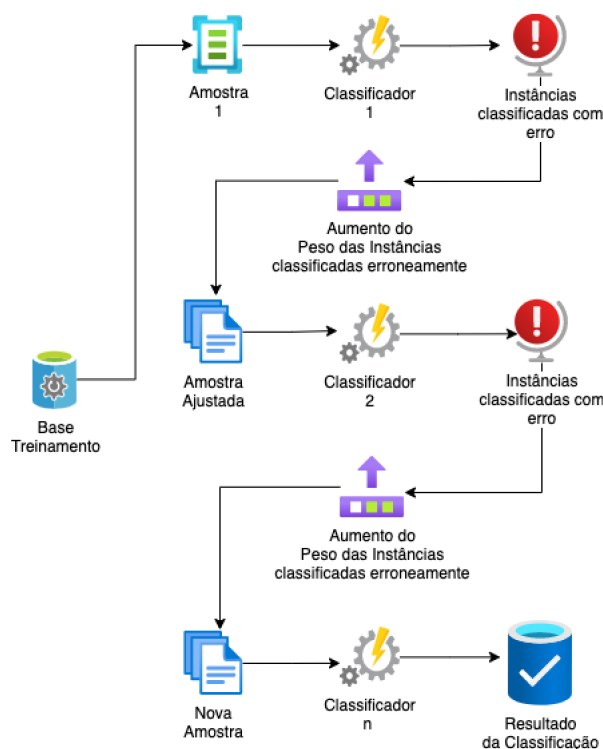 Amostra
1
Classificador
1
Instâncias
classificadas com
erro
Aumento do
Peso das Instâncias
classificadas erroneamente
Base
Treinamento
Amostra
Ajustada
Classificador
2
Instâncias
classificadas com
erro
Aumento do
Peso das Instâncias
classificadas erroneamente
Nova
Amostra
Classificador
n
Resultado
da Classificação